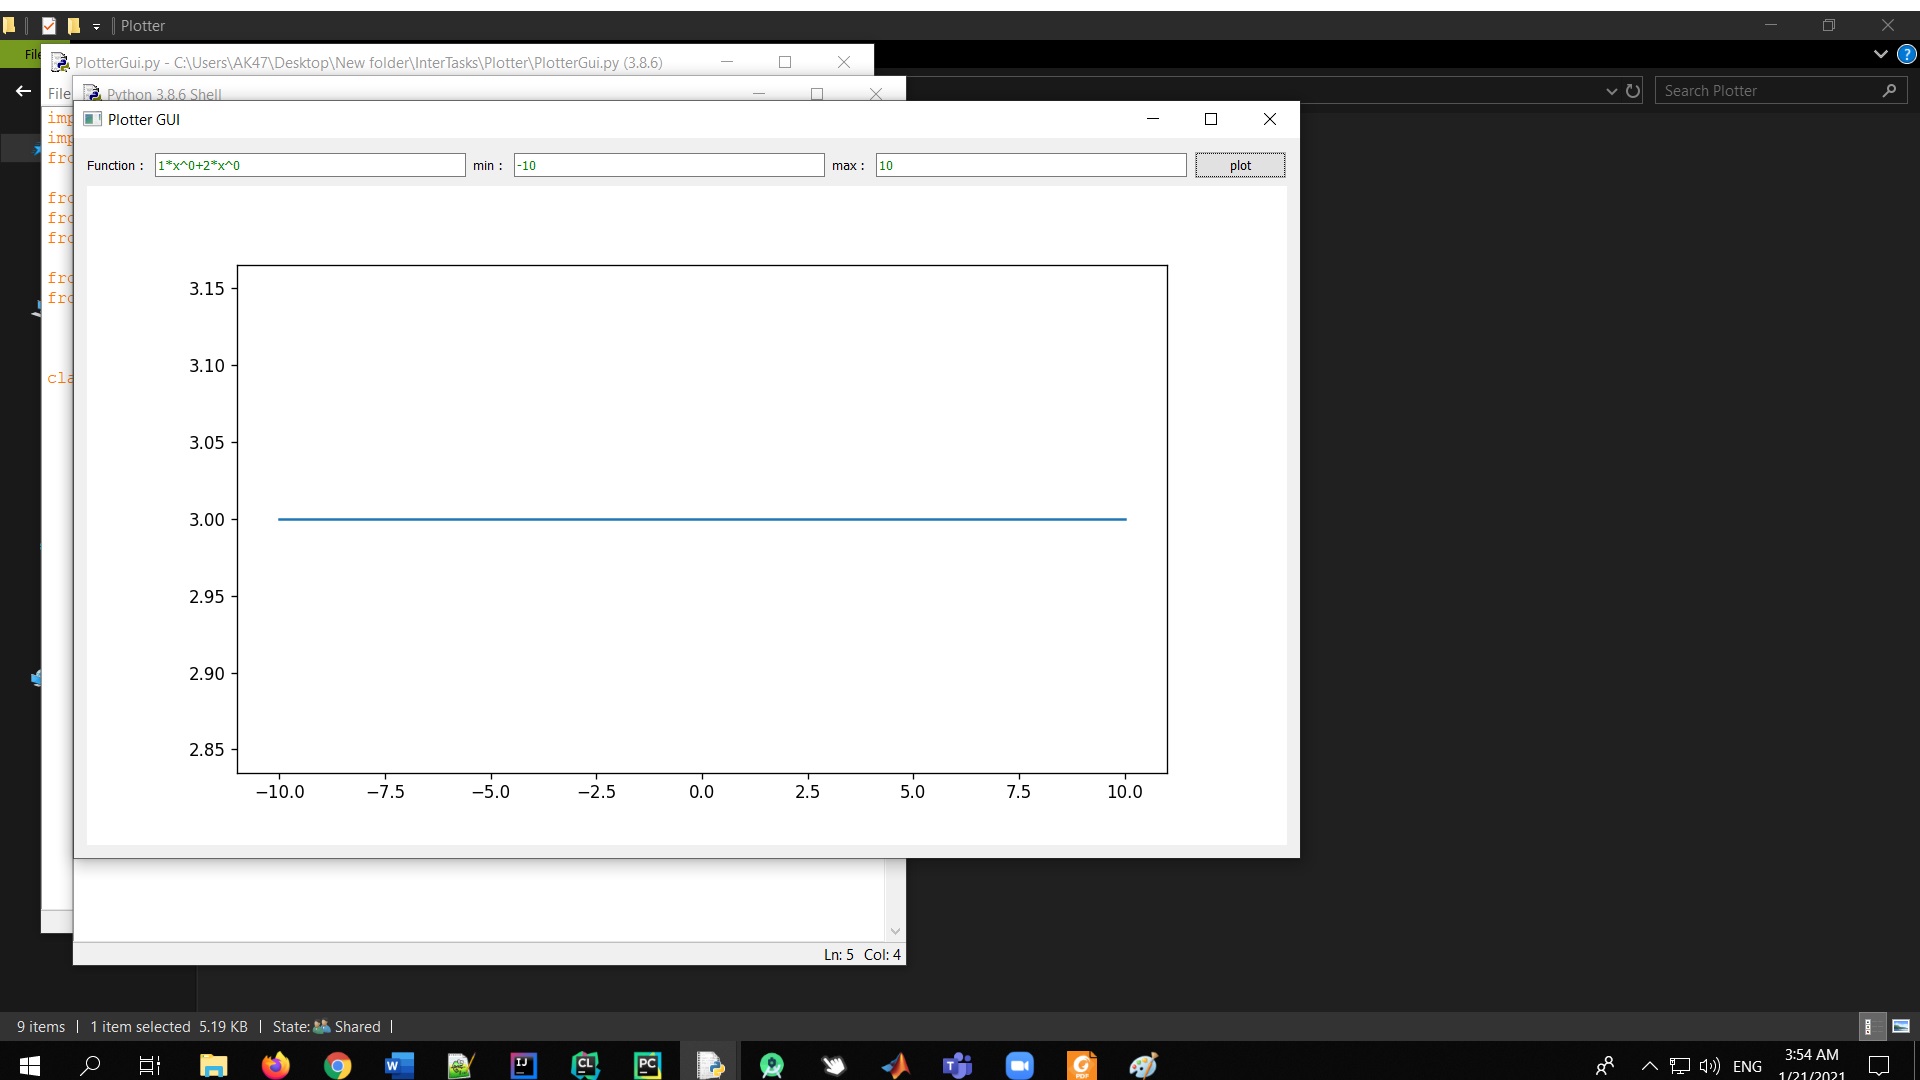 Plotter
File
PlotterGui.py - C:\Users\AK47\Desktop\New folder\InterTasks\Plotter\PlotterGui.py (3.8.6)
Search Plotter
File
Python 3.8.6 Shell
imp
imp
fro
fro
fro
fro
fro
fro
cla
Plotter GUI
Function : 1*x^0+2*x^0 min : -10 max : 10 plot
3.15
3.10
3.05
3.00
2.95
2.90
2.85
−10.0 −7.5 −5.0 −2.5 0.0 2.5 5.0 7.5 10.0
Ln: 5 Col: 4
9 items 1 item selected 5.19 KB State: Shared
ENG
3:54 AM
1/21/2021